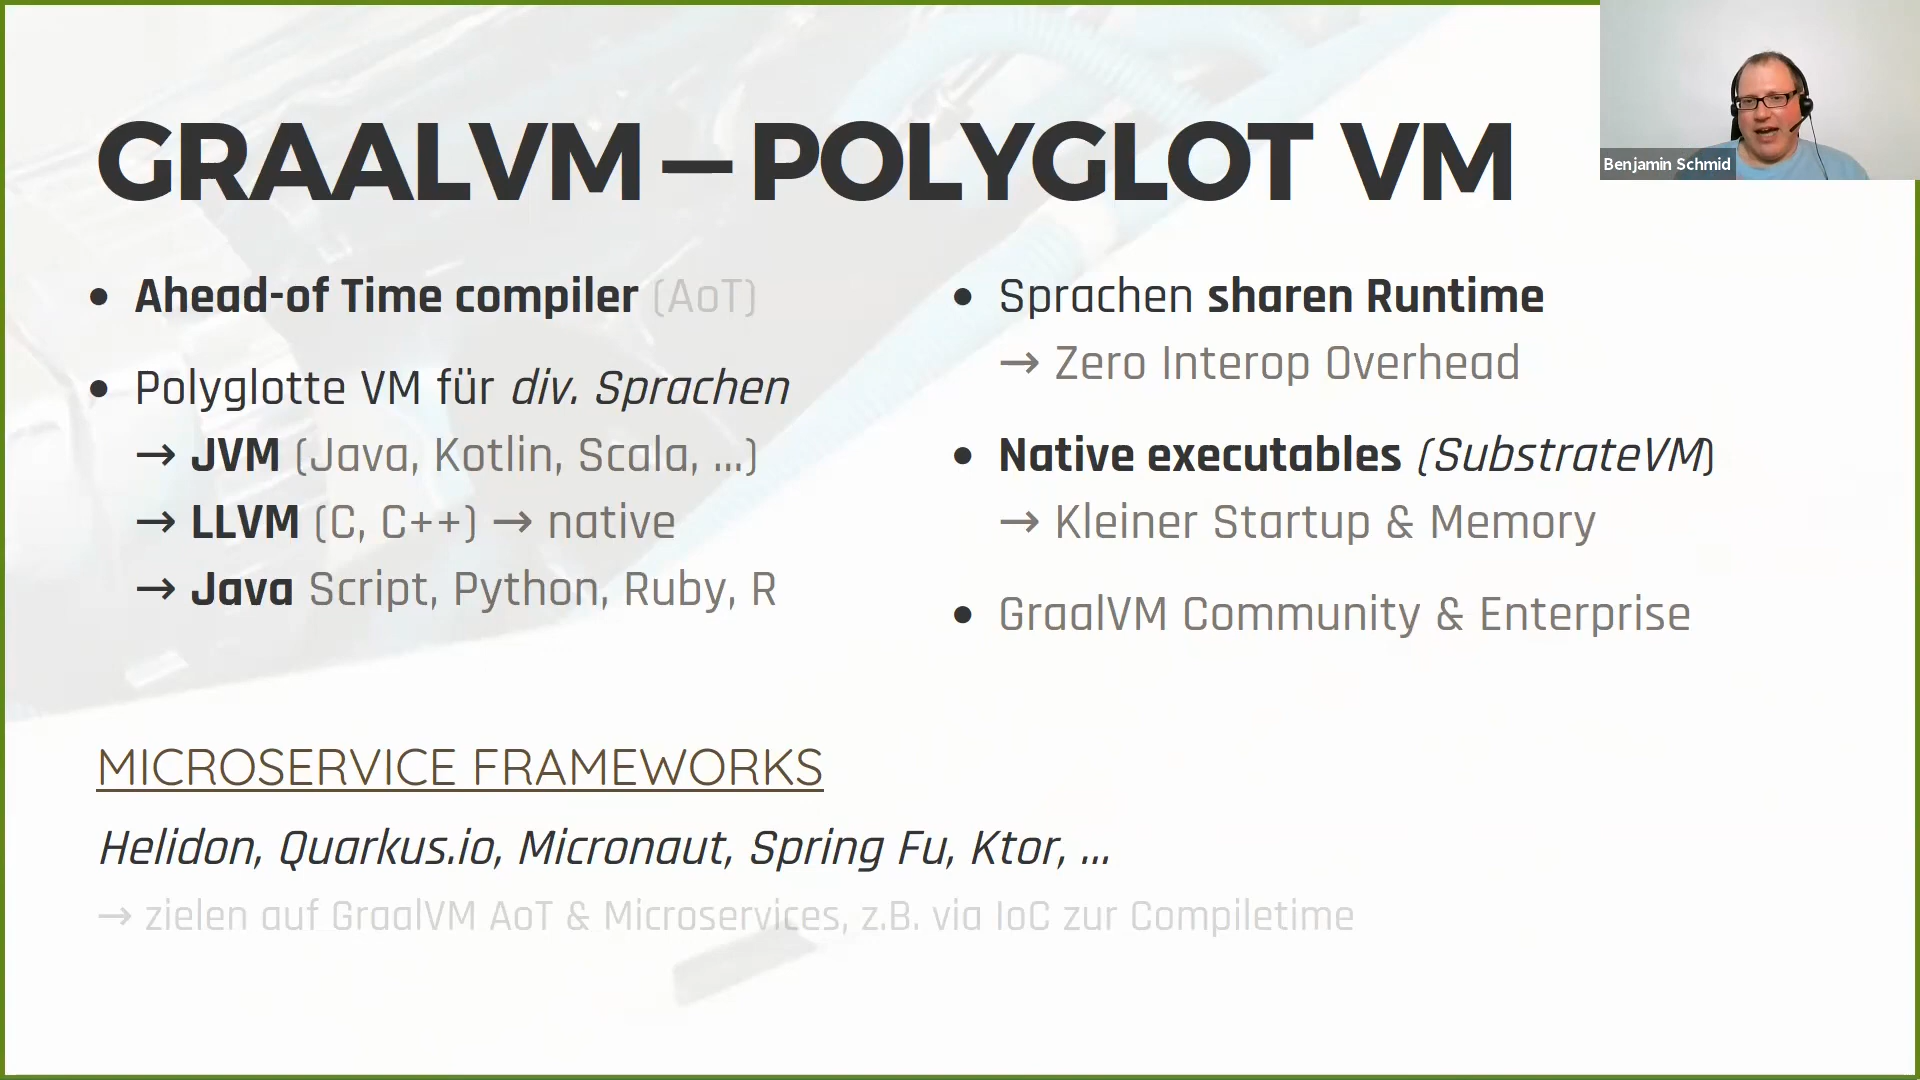 GRAALVM — POLYGLOT VM
Benjamin Schmid
• Ahead-of Time compiler (AoT)
• Polyglotte VM für div. Sprachen
→ JVM (Java, Kotlin, Scala, ...)
→ LLVM (C, C++) → native
→ Java Script, Python, Ruby, R
• Sprachen sharen Runtime
→ Zero Interop Overhead
• Native executables (SubstrateVM)
→ Kleiner Startup & Memory
• GraalVM Community & Enterprise
MICROSERVICE FRAMEWORKS
Helidon, Quarkus.io, Micronaut, Spring Fu, Ktor, ...
→ zielen auf GraalVM AoT & Microservices, z.B. via IoC zur Compiletime